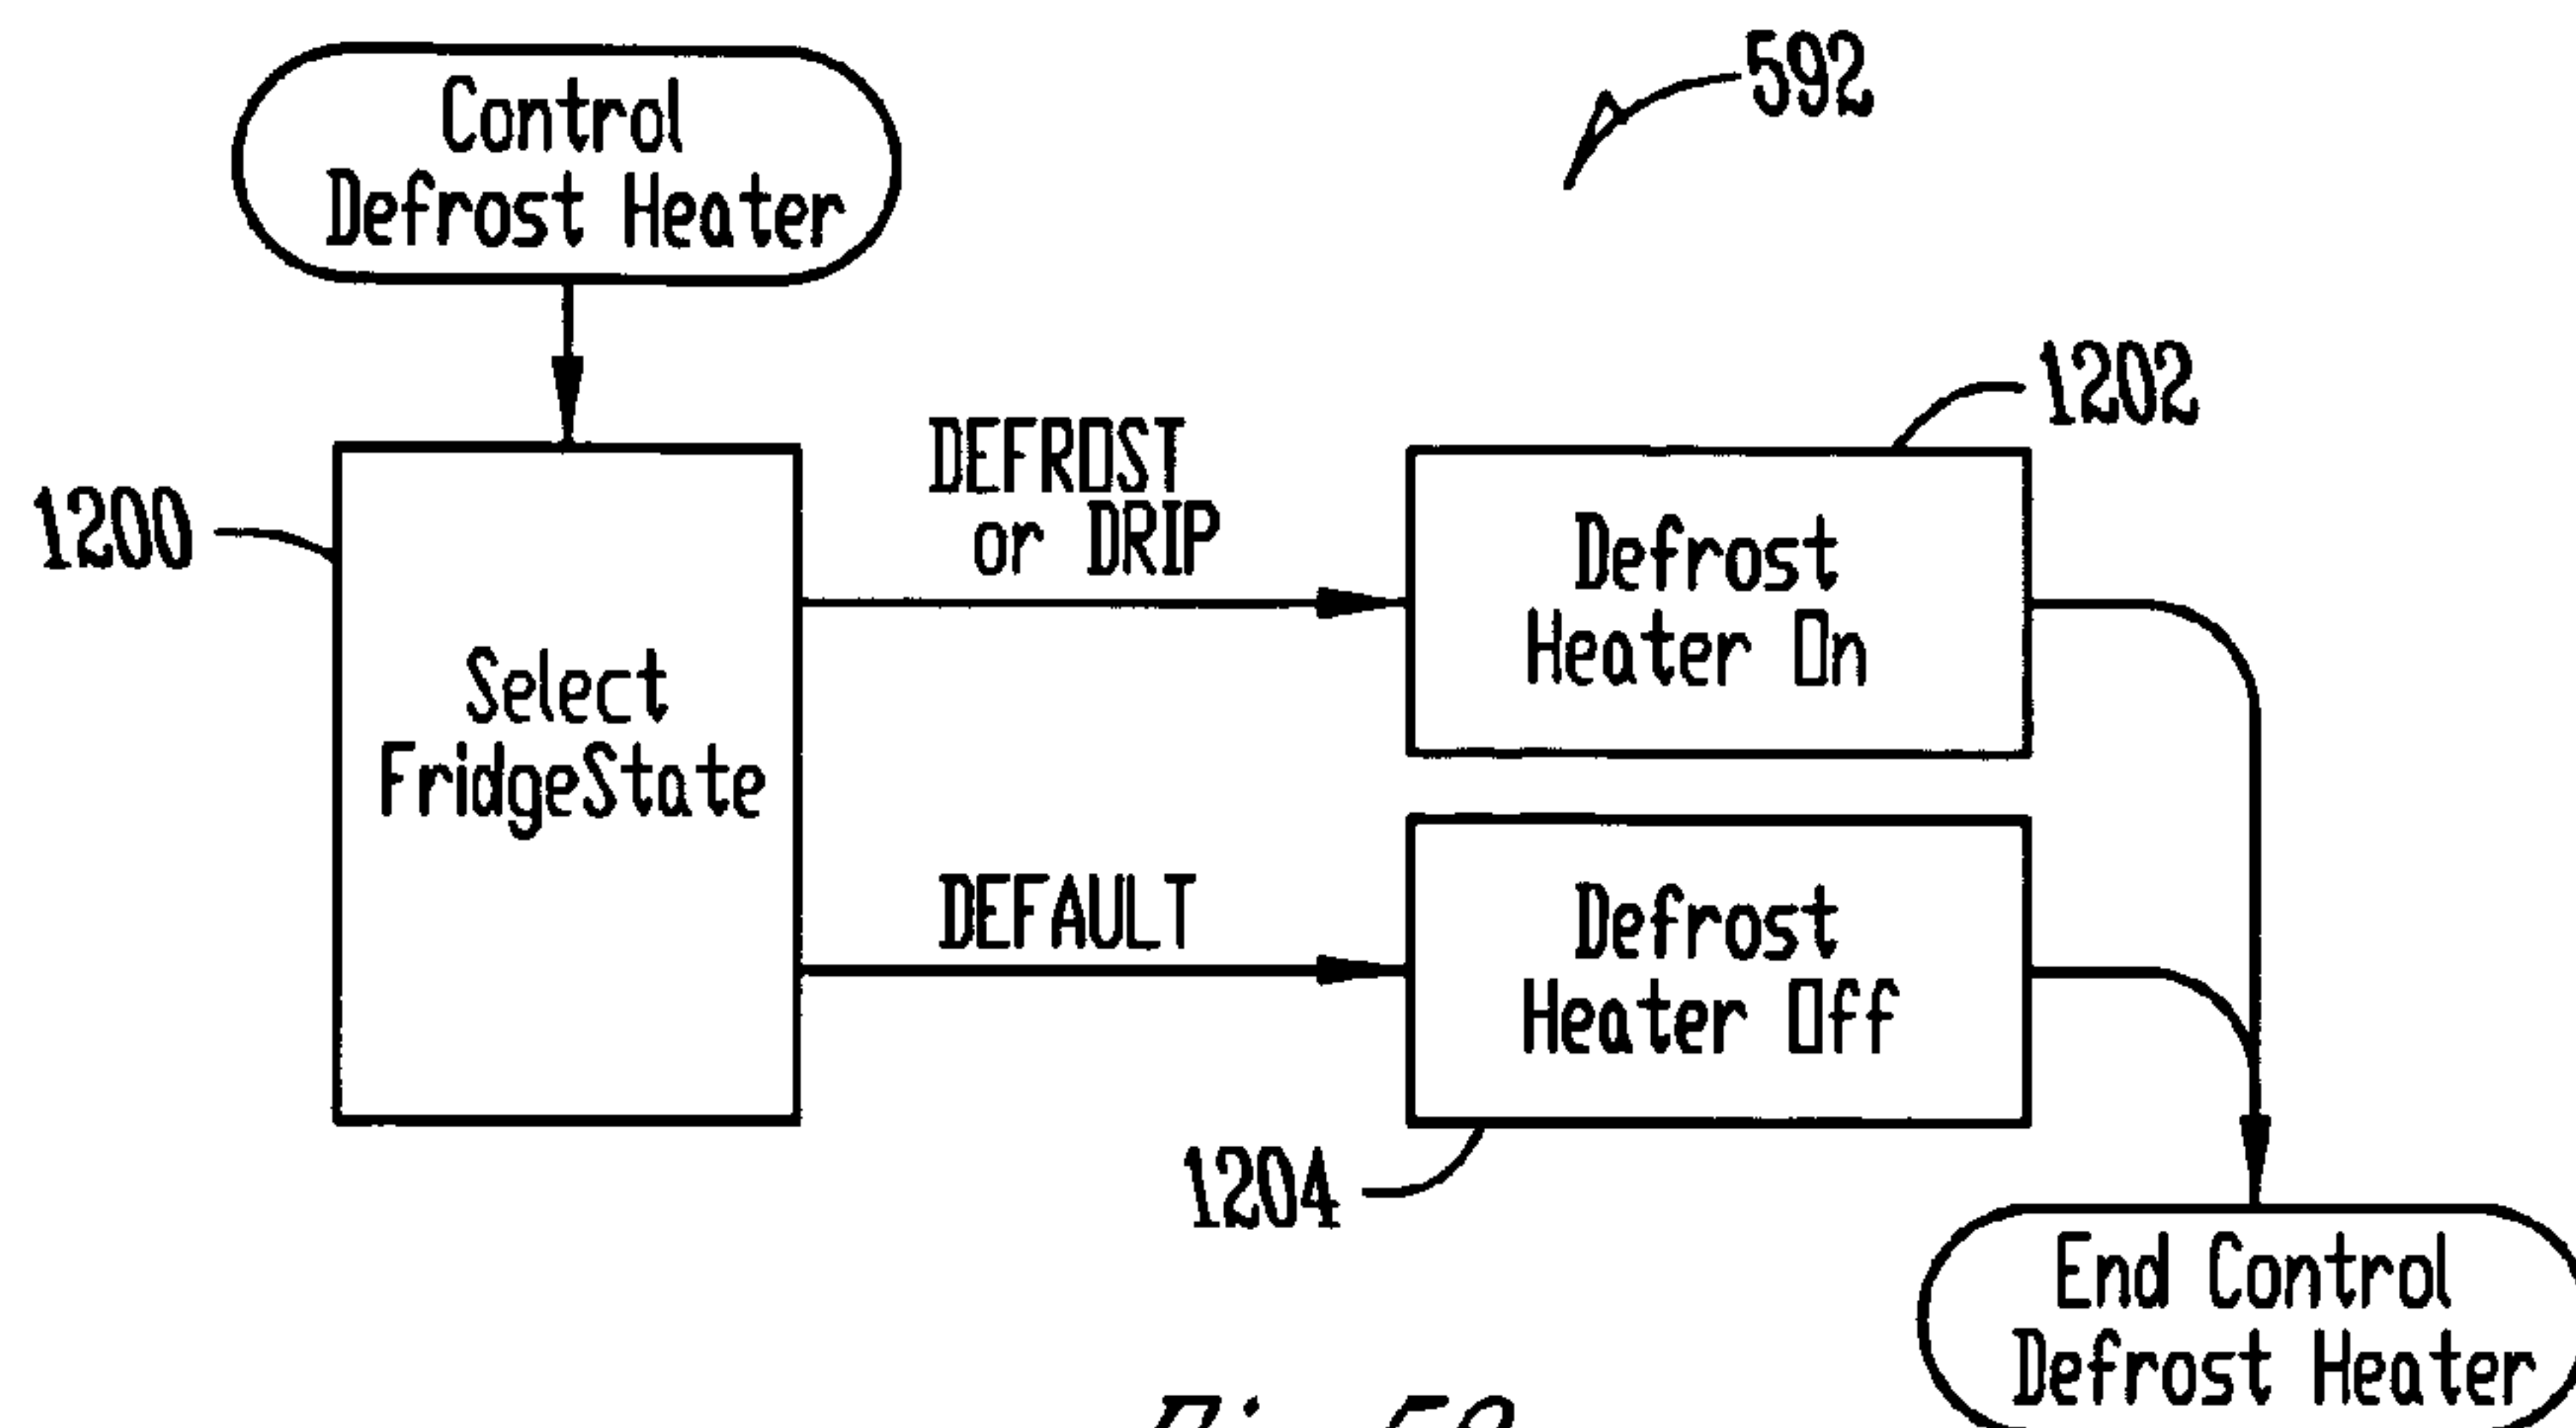 Control
Defrost Heater
592
1200
Select
FridgeState
DEFROST
or DRIP
1202
Defrost
Heater On
DEFAULT
Defrost
Heater Off
1204
End Control
Defrost Heater